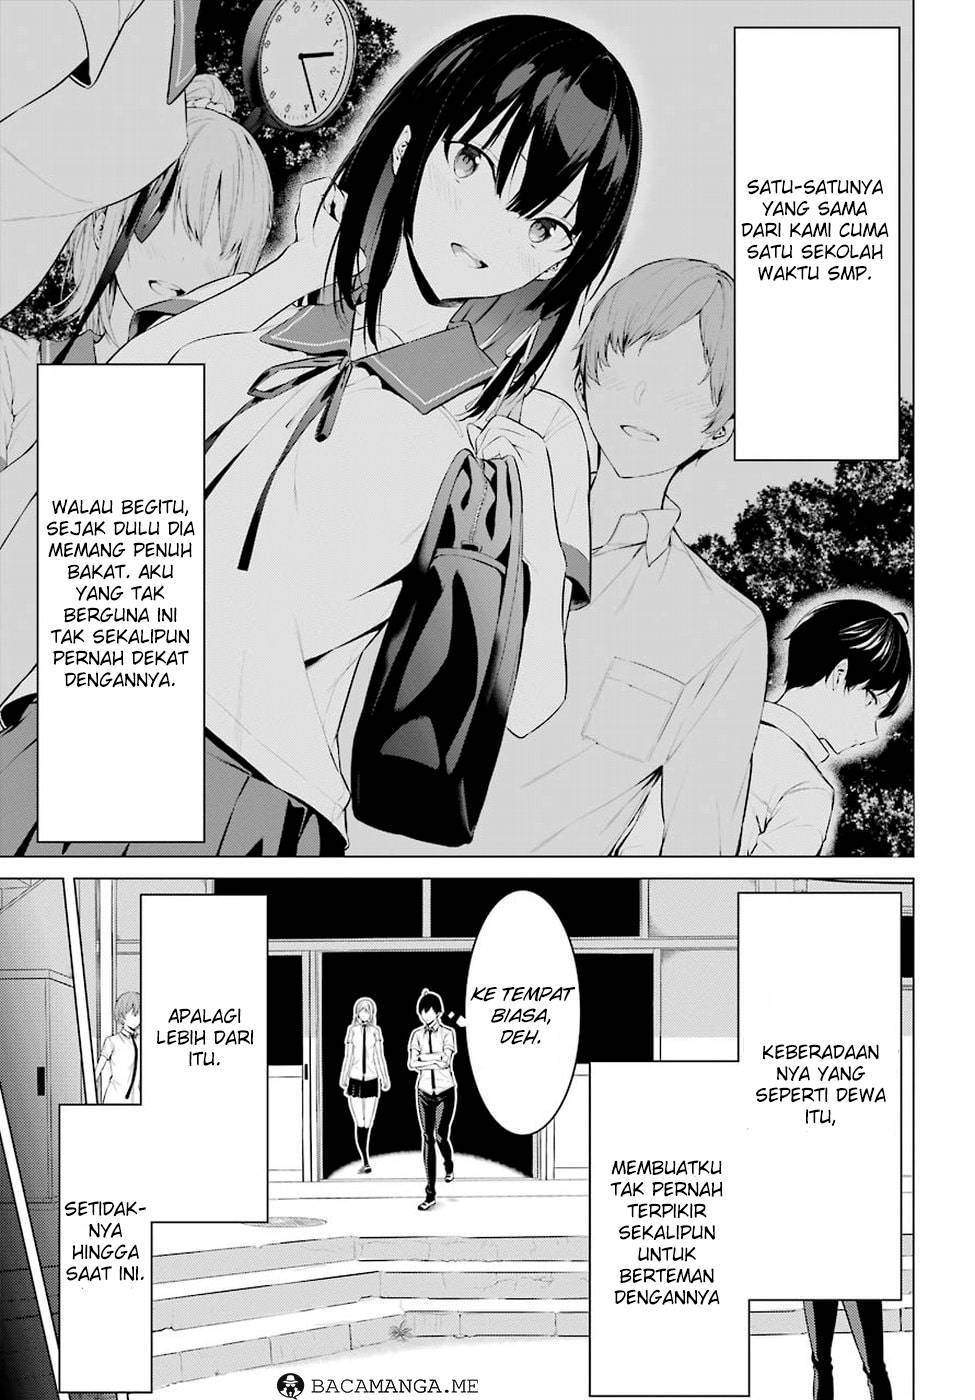 SATU-SATUNYA
YANG SAMA
DARI KAMI CUMA
SATU SEKOLAH
WAKTU SMP.
WALAU BEGITU,
SEJAK DULU DIA
MEMANG PENUH
BAKAT. AKU
YANG TAK
BERGUNA INI
TAK SEKALIPUN
PERNAH DEKAT
DENGANNYA.
KEBERADAAN
NYA YANG
SEPERTI DEWA
ITU,
MEMBUATKU
TAK PERNAH
TERPIKIR
SEKALIPUN
UNTUK
BERTEMAN
DENGANNYA
KE TEMPAT
BIASA,
DEH.
APALAGI
LEBIH DARI
ITU.
SETIDAK-
NYA
HINGGA
SAAT INI.
BACAMANGA.ME